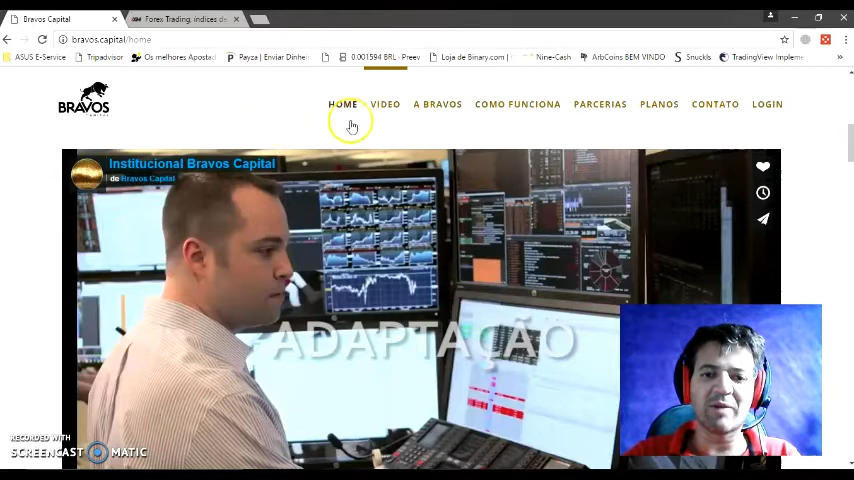 Bravos Capital
Forex Trading, índices de
bravos.capital/home
ASUS E-Service
Tripadvisor
Os melhores Apostad
Payza | Enviar Dinheir
0.001594 BRL - Preev
Loja de Binary.com |
Nine-Cash
ArbCoins BEM VINDO
Snuckls
TradingView Impleme
BRAVOS
CAPITAL
HOME
VIDEO
A BRAVOS
COMO FUNCIONA
PARCERIAS
PLANOS
CONTATO
LOGIN
Institucional Bravos Capital
de Bravos Capital
ADAPTAÇÃO
RECORDED WITH
SCREENCAST MATIC